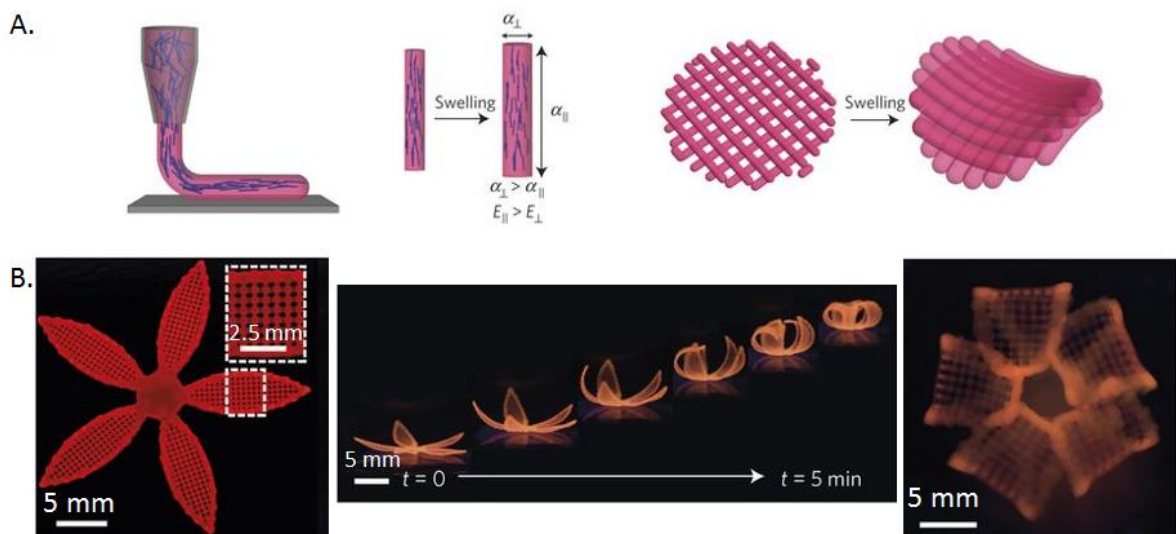 A.
Swelling
α⊥
α∥
α⊥ > α∥
E∥ > E⊥
Swelling
B.
2.5 mm
5 mm
5 mm
t = 0
t = 5 min
5 mm